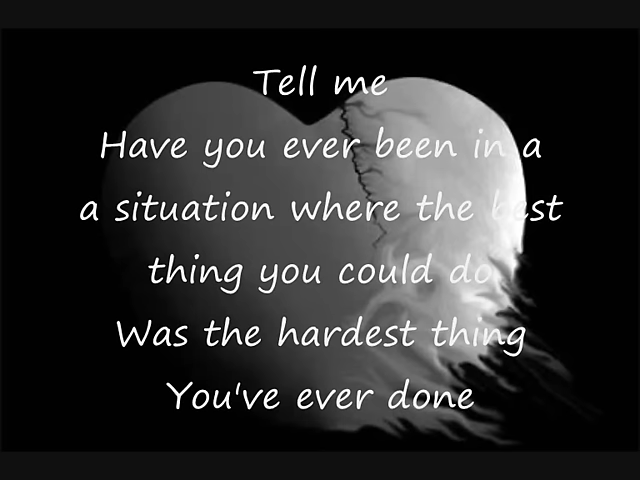 Tell me
Have you ever been in a
a situation where the best
thing you could do
Was the hardest thing
You've ever done